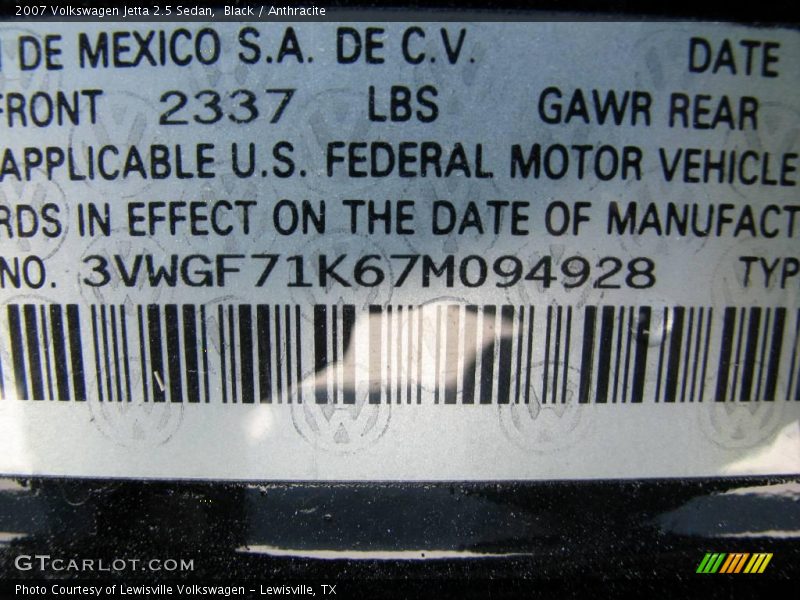 2007 Volkswagen Jetta 2.5 Sedan, Black / Anthracite
DE MEXICO S.A. DE C.V. DATE
FRONT 2337 LBS GAWR REAR
APPLICABLE U.S. FEDERAL MOTOR VEHICLE
RDS IN EFFECT ON THE DATE OF MANUFACT
NO. 3VWGF71K67M094928 TYP
GTCARLOT.COM
Photo Courtesy of Lewisville Volkswagen - Lewisville, TX